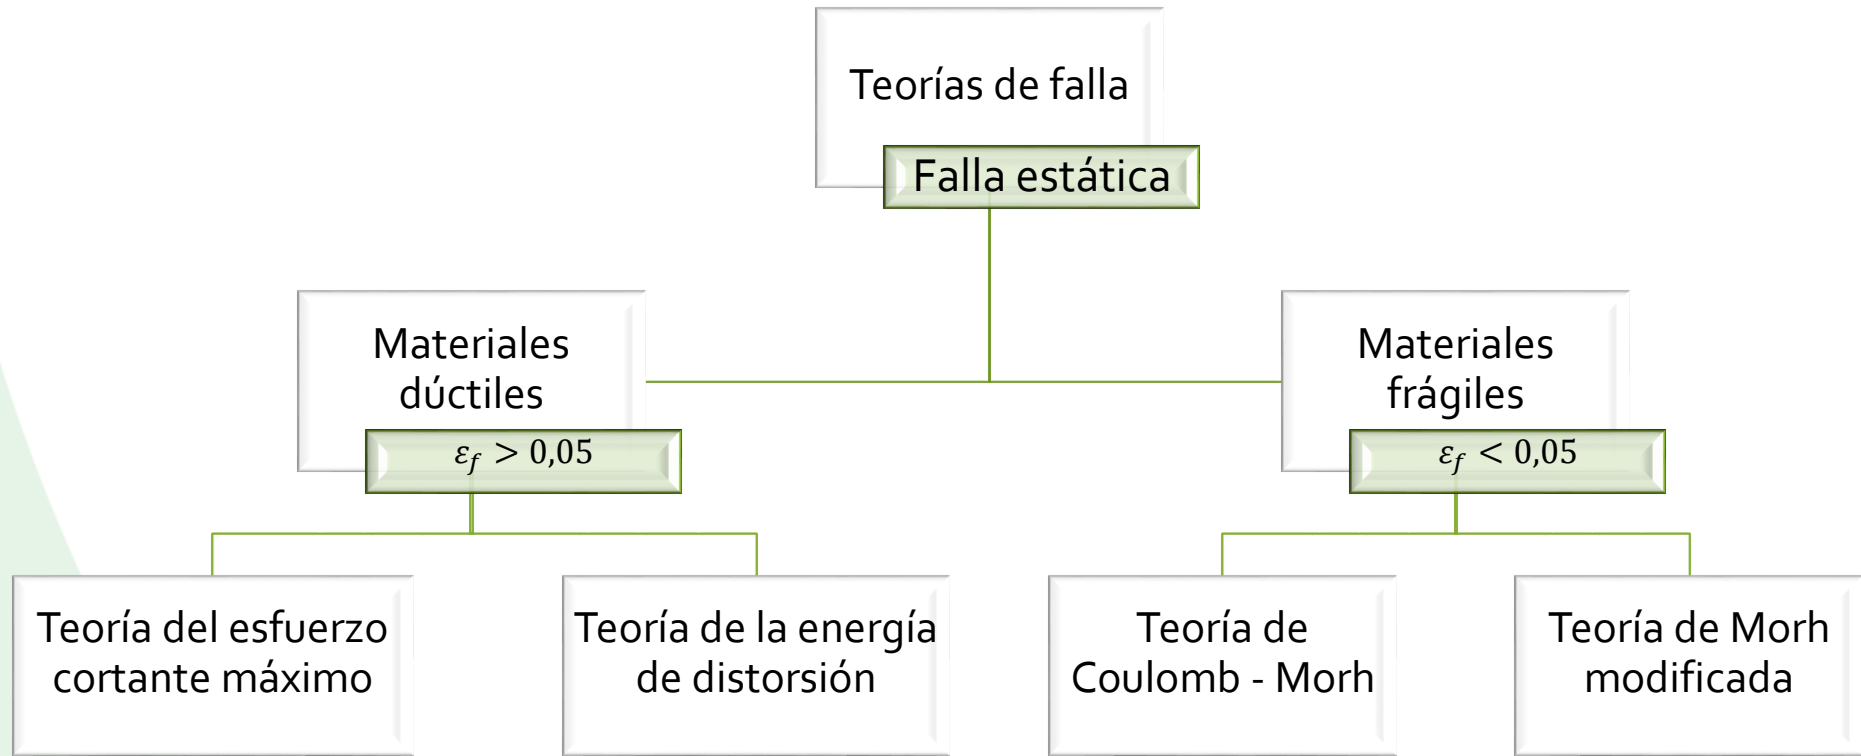 Teorías de falla
Falla estática
Materiales
dúctiles
εf > 0,05
Materiales
frágiles
εf < 0,05
Teoría del esfuerzo
cortante máximo
Teoría de la energía
de distorsión
Teoría de
Coulomb - Morh
Teoría de Morh
modificada